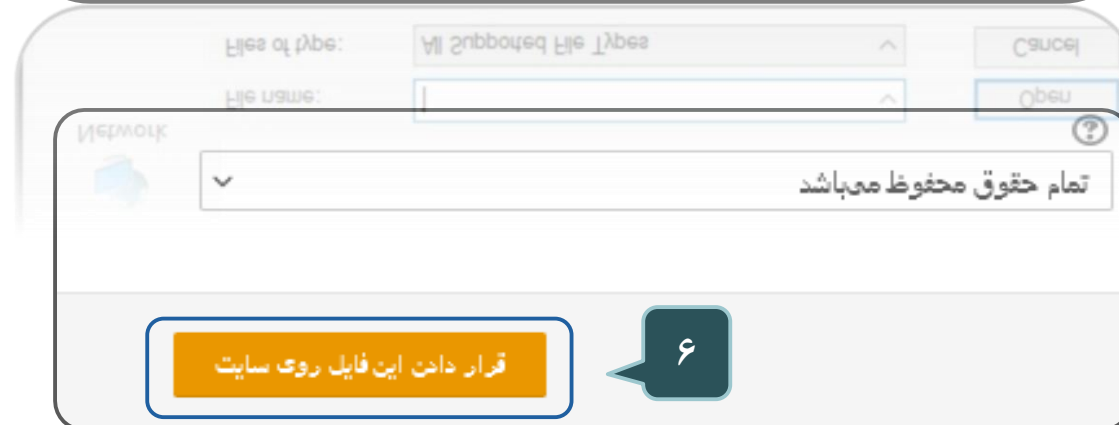 Files of type:
All Supported File Types
Cancel
File name:
Open
Network
تمام حقوق محفوظ می‌باشد
قرار دادن این فایل روی سایت
۶